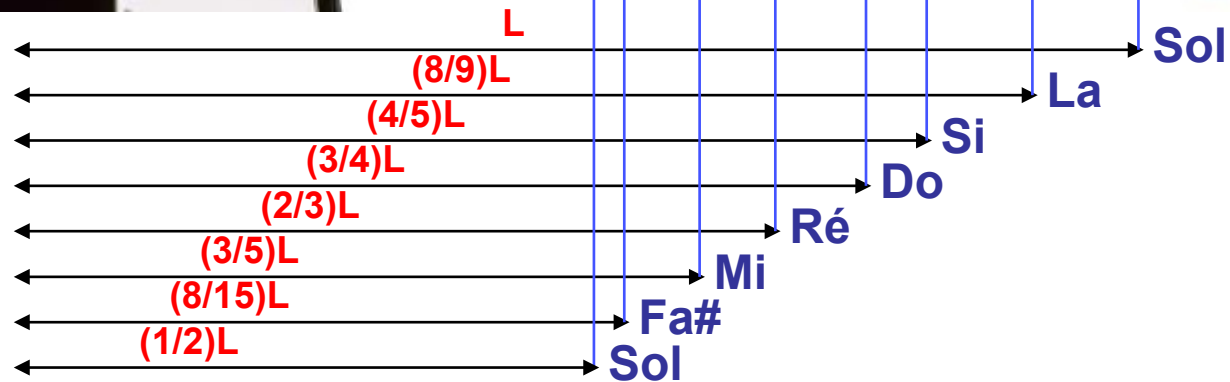 L
Sol
(8/9)L
La
(4/5)L
Si
(3/4)L
Do
(2/3)L
Ré
(3/5)L
Mi
(8/15)L
Fa#
(1/2)L
Sol